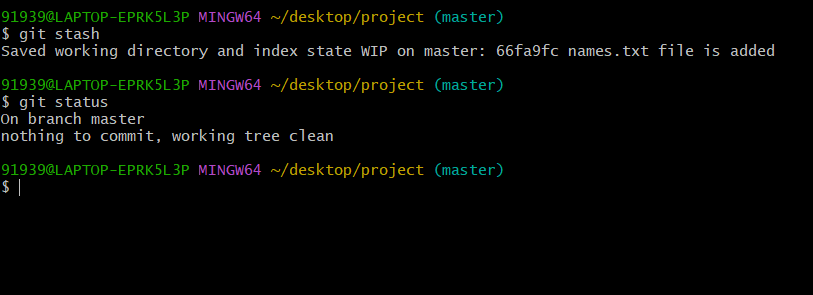 91939@LAPTOP-EPRK5L3P MINGW64 ~/desktop/project (master)
$ git stash
Saved working directory and index state WIP on master: 66fa9fc names.txt file is added
91939@LAPTOP-EPRK5L3P MINGW64 ~/desktop/project (master)
$ git status
On branch master
nothing to commit, working tree clean
91939@LAPTOP-EPRK5L3P MINGW64 ~/desktop/project (master)
$